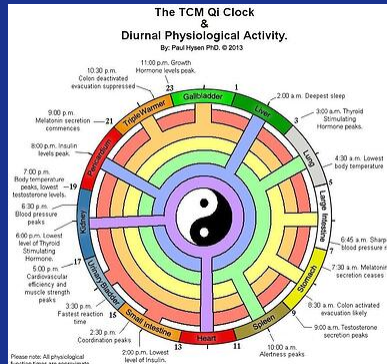 The TCM Qi Clock
&
Diurnal Physiological Activity.
By: Paul Hysen PhD. © 2013
11:00 p.m. Growth
Hormone levels peak.
10:30 p.m.
Colon deactivated
evacuation suppressed
23
1
Gallbladder
Liver
2:00 a.m. Deepest sleep
Triple Warmer
9:00 p.m.
Melatonin secretion
commences
21
3
3:00 a.m. Thyroid
Stimulating
Hormone peaks.
8:00 p.m. Insulin
levels peak.
Pericardium
Lung
4:30 a.m. Lowest
body temperature
7:00 p.m.
Body temperature
peaks, lowest
testosterone levels.
19
5
6:30 p.m.
Blood pressure
peaks
Kidney
Large Intestine
6:00 p.m. Lowest
level of Thyroid
Stimulating
Hormone.
6:45 a.m. Sharp
blood pressure
17
7
5:00 p.m.
Cardiovascular
efficiency and
muscle strength
peaks
Urinary Bladder
Stomach
7:30 a.m. Melatonin
secretion ceases
3:30 p.m.
Fastest reaction
time
15
9
8:30 a.m. Colon activated
evacuation likely
2:30 p.m.
Coordination peaks
Small Intestine
Spleen
9:00 a.m. Testosterone
secretion peaks
13
Heart
11
10:00 a.m.
Alertness peaks
2:00 p.m. Lowest
level of Insulin.
Please note: All physiological